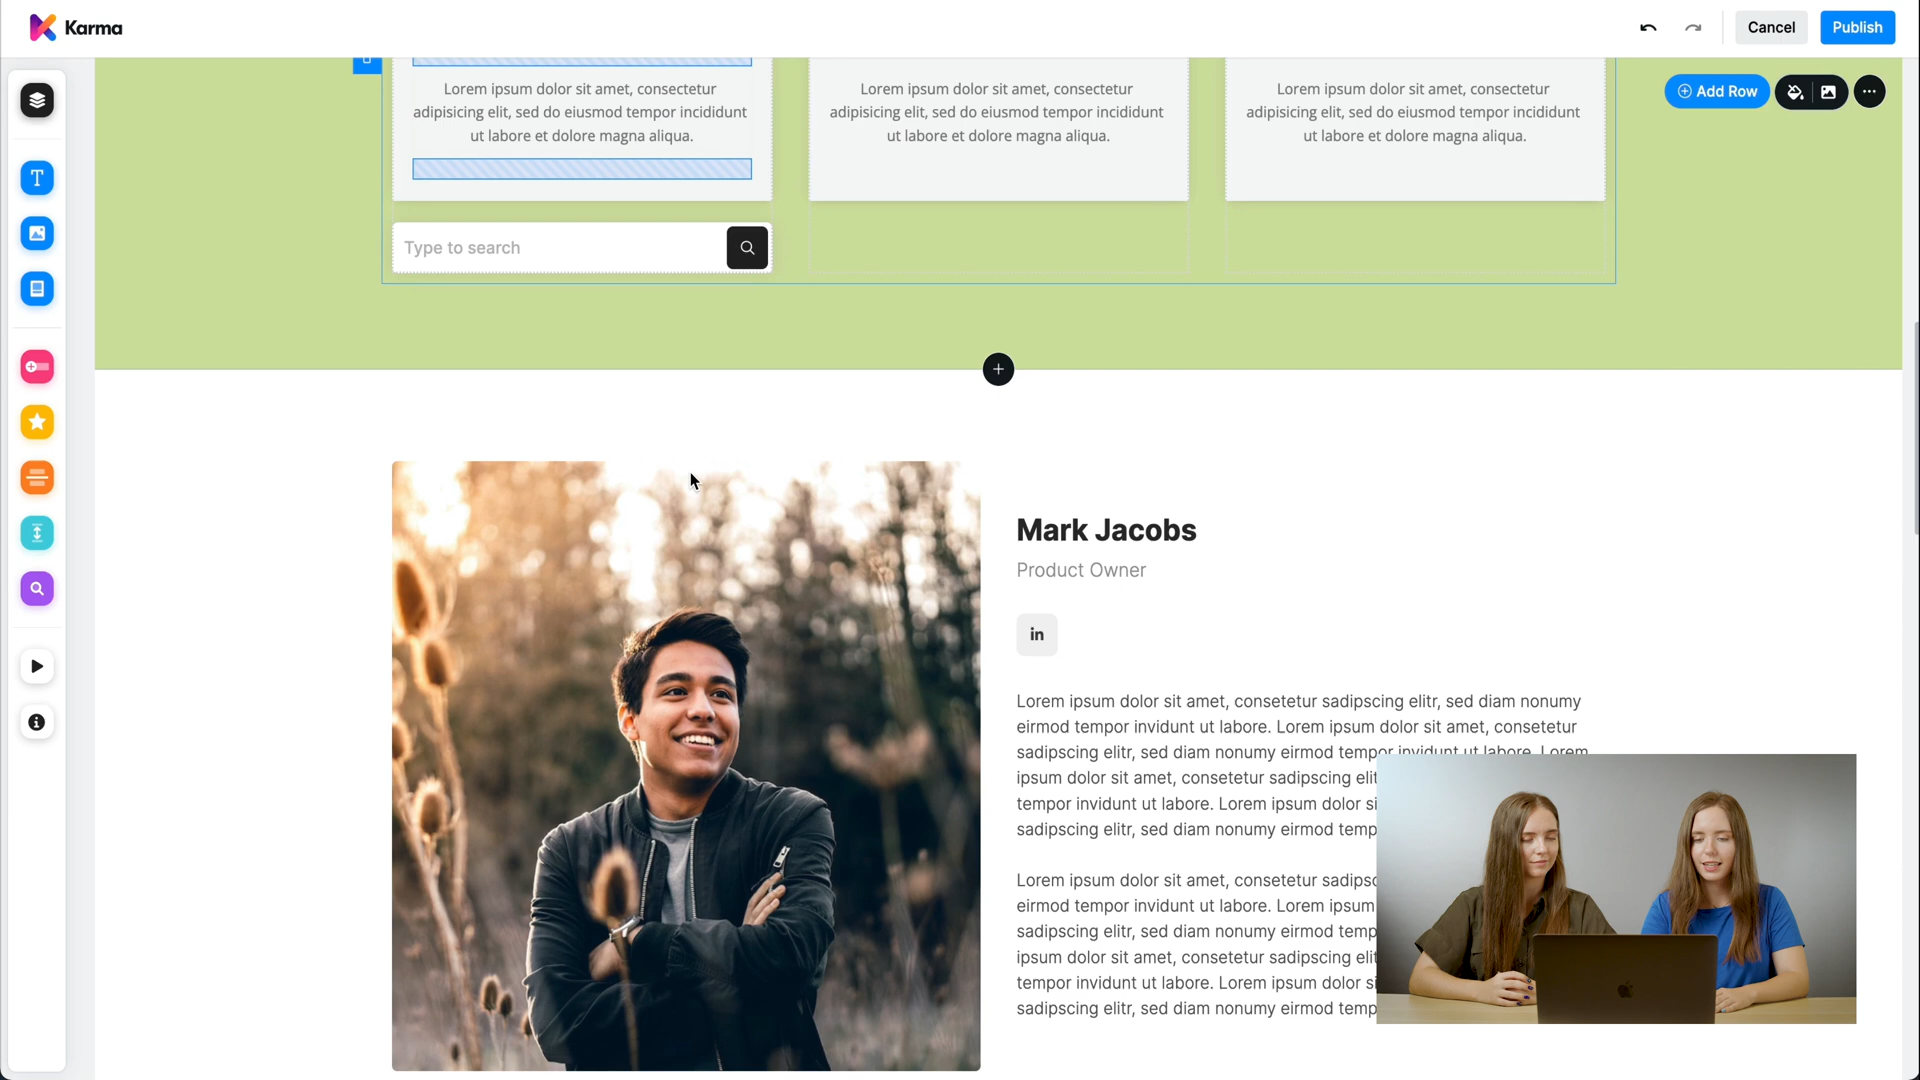 Karma
Cancel
Publish
Add Row
Lorem ipsum dolor sit amet, consectetur
adipisicing elit, sed do eiusmod tempor incididunt
ut labore et dolore magna aliqua.
Lorem ipsum dolor sit amet, consectetur
adipisicing elit, sed do eiusmod tempor incididunt
ut labore et dolore magna aliqua.
Lorem ipsum dolor sit amet, consectetur
adipisicing elit, sed do eiusmod tempor incididunt
ut labore et dolore magna aliqua.
Type to search
T
Mark Jacobs
Product Owner
in
Lorem ipsum dolor sit amet, consetetur sadipscing elitr, sed diam nonumy
eirmod tempor invidunt ut labore. Lorem ipsum dolor sit amet, consetetur
sadipscing elitr, sed diam nonumy eirmod tempor invidunt ut labore. Lorem
ipsum dolor sit amet, consetetur sadipscing elit
tempor invidunt ut labore. Lorem ipsum dolor si
sadipscing elitr, sed diam nonumy eirmod temp
Lorem ipsum dolor sit amet, consetetur sadipsc
eirmod tempor invidunt ut labore. Lorem ipsum
sadipscing elitr, sed diam nonumy eirmod temp
ipsum dolor sit amet, consetetur sadipscing elit
tempor invidunt ut labore. Lorem ipsum dolor si
sadipscing elitr, sed diam nonumy eirmod temp